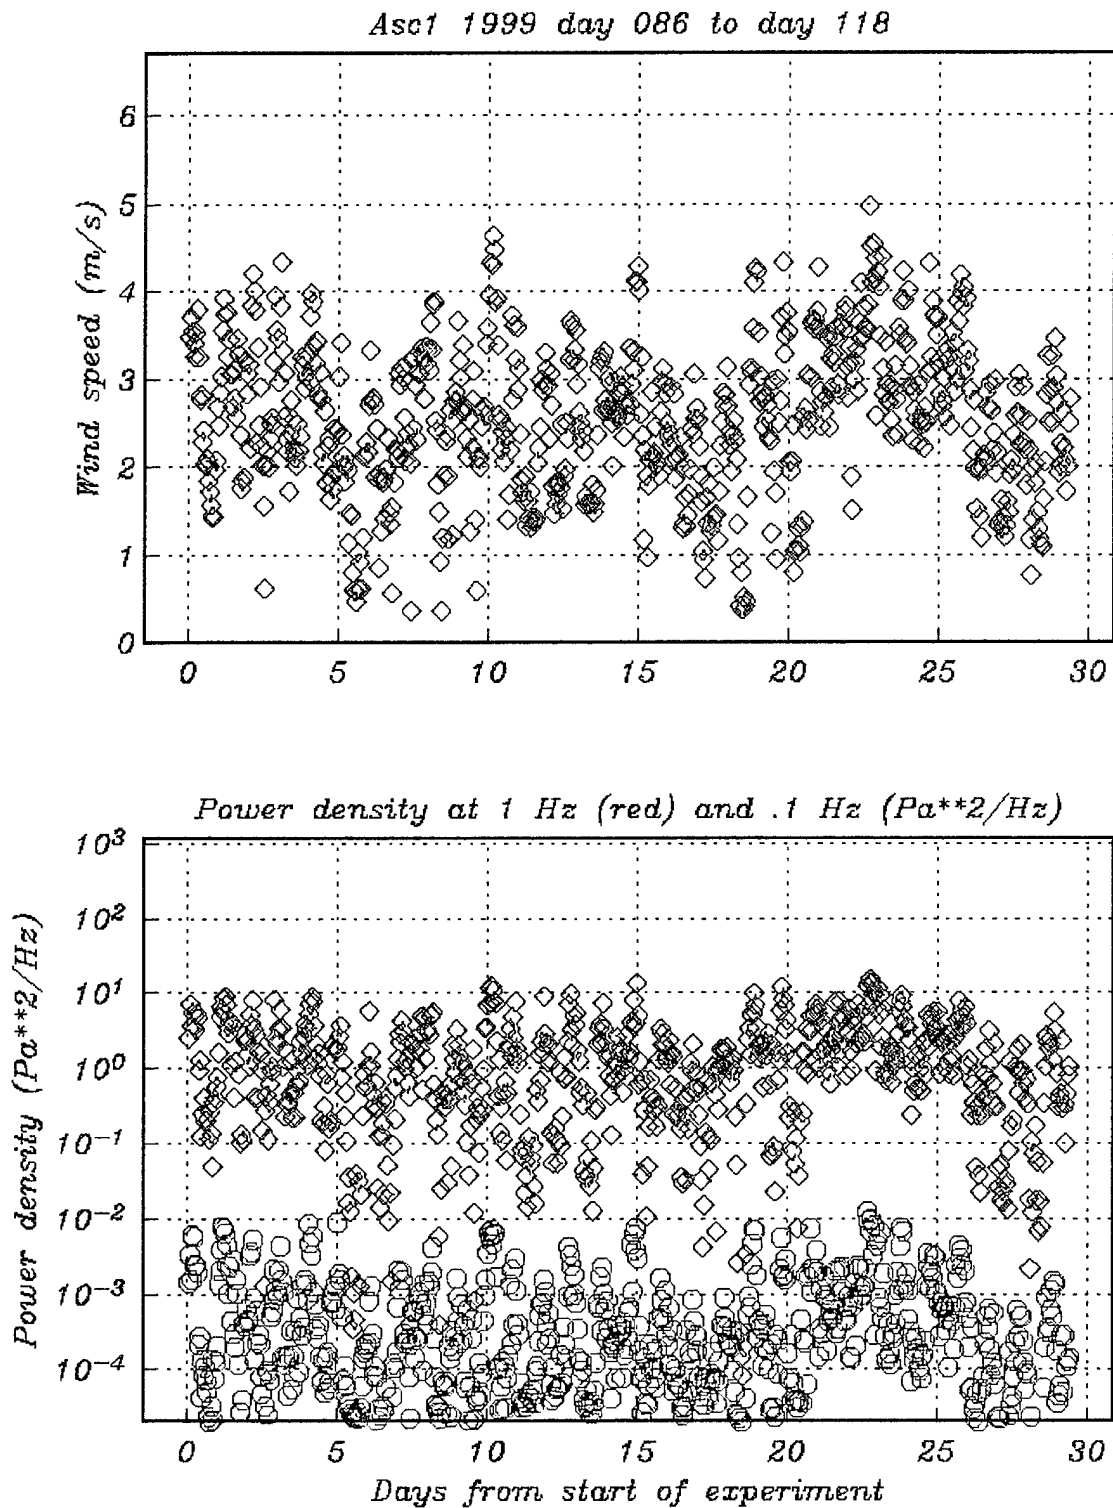 Asc1 1999 day 086 to day 118
Wind speed (m/s)
6
5
4
3
2
1
0
0 5 10 15 20 25 30
Power density at 1 Hz (red) and .1 Hz (Pa**2/Hz)
Power density (Pa**2/Hz)
10^3
10^2
10^1
10^0
10^-1
10^-2
10^-3
10^-4
0 5 10 15 20 25 30
Days from start of experiment